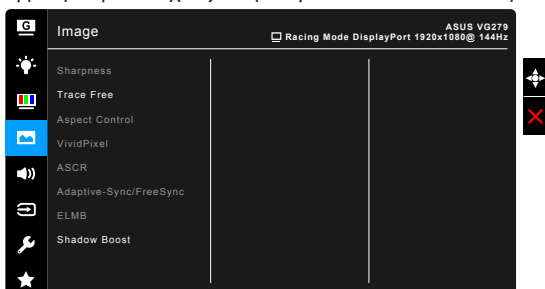 G
Image
ASUS VG279
Racing Mode DisplayPort 1920x1080@ 144Hz
Sharpness
Trace Free
Aspect Control
VividPixel
ASCR
Adaptive-Sync/FreeSync
ELMB
Shadow Boost